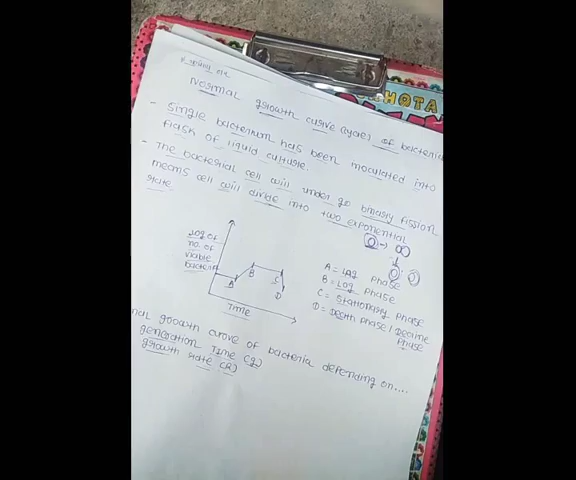 Normal growth curve Cycles of bacteria
- Single bacterium has been inoculated into
flask of liquid culture.
- The bacterial cell will under go binary fission
means cell will divide into two exponential
state
Log of
no. of
viable
bacteria
A
B
C
D
Time
A = Lag phase
B = Log phase
C = Stationary phase
D = Death phase / Decline
phase
nal growth curve of bacteria defending on....
generation Time (g)
growth rate (R)
HOTA